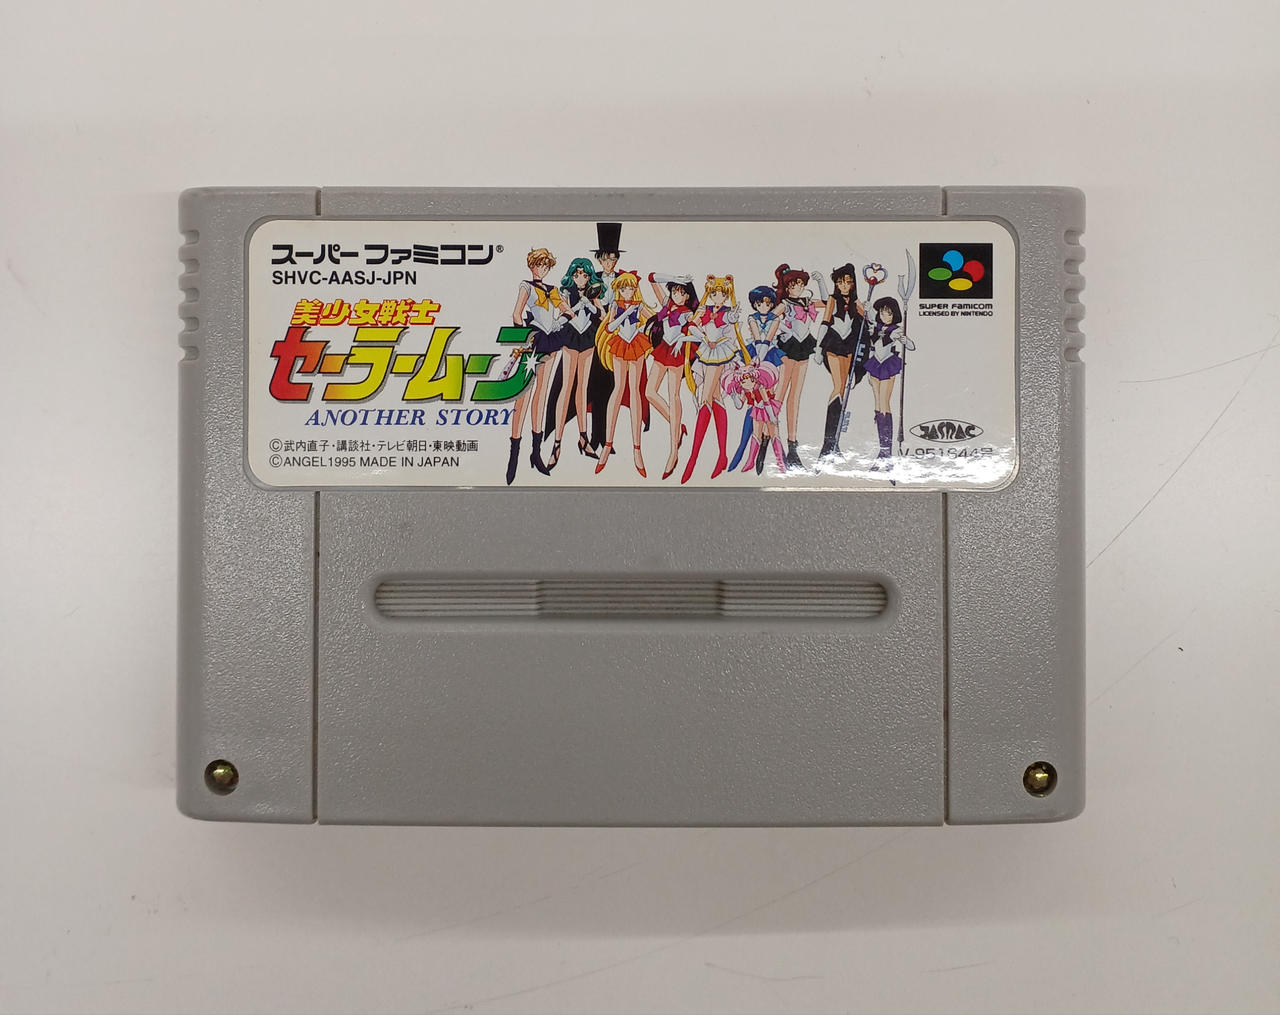 スーパーファミコン®
SHVC-AASJ-JPN
美少女戦士
セーラームーン
ANOTHER STORY
©武内直子・講談社・テレビ朝日・東映動画
©ANGEL1995 MADE IN JAPAN
SUPER FAMICOM
LICENSED BY NINTENDO
JASRAC
V-951644号